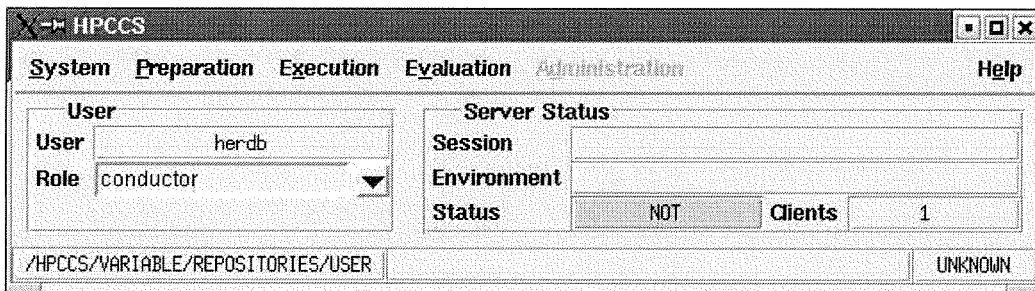 HPCCS
System Preparation Execution Evaluation Administration Help
User Server Status
User herdb Session
Role conductor Environment
Status NOT Clients 1
/HPCCS/VARIABLE/REPOSITORIES/USER UNKNOWN